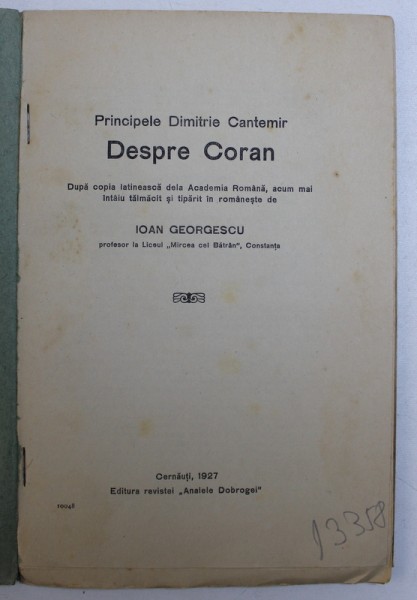 Principele Dimitrie Cantemir
Despre Coran
După copia latinească dela Academia Română, acum mai
întâiu tălmăcit și tipărit în românește de
IOAN GEORGESCU
profesor la Liceul „Mircea cel Bătrân", Constanța
Cernăuți, 1927
Editura revistei „Analele Dobrogei"
13358